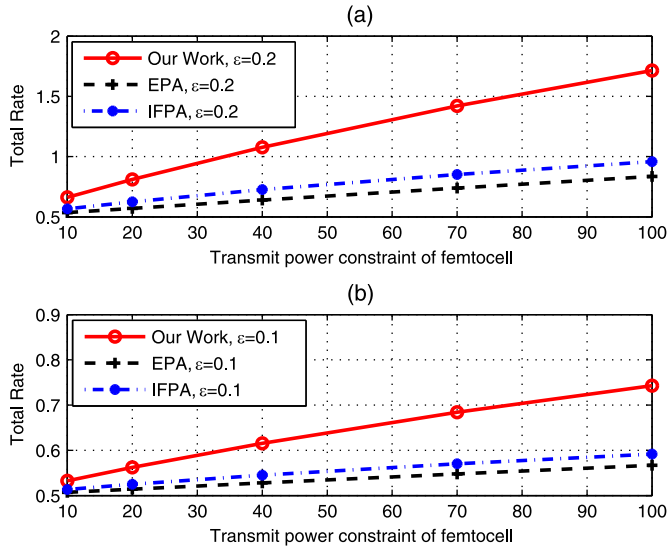 (a)
Total Rate
2
1.5
1
0.5
Our Work, ε=0.2
EPA, ε=0.2
IFPA, ε=0.2
10 20 30 40 50 60 70 80 90 100
Transmit power constraint of femtocell
(b)
Total Rate
0.9
0.8
0.7
0.6
0.5
Our Work, ε=0.1
EPA, ε=0.1
IFPA, ε=0.1
10 20 30 40 50 60 70 80 90 100
Transmit power constraint of femtocell